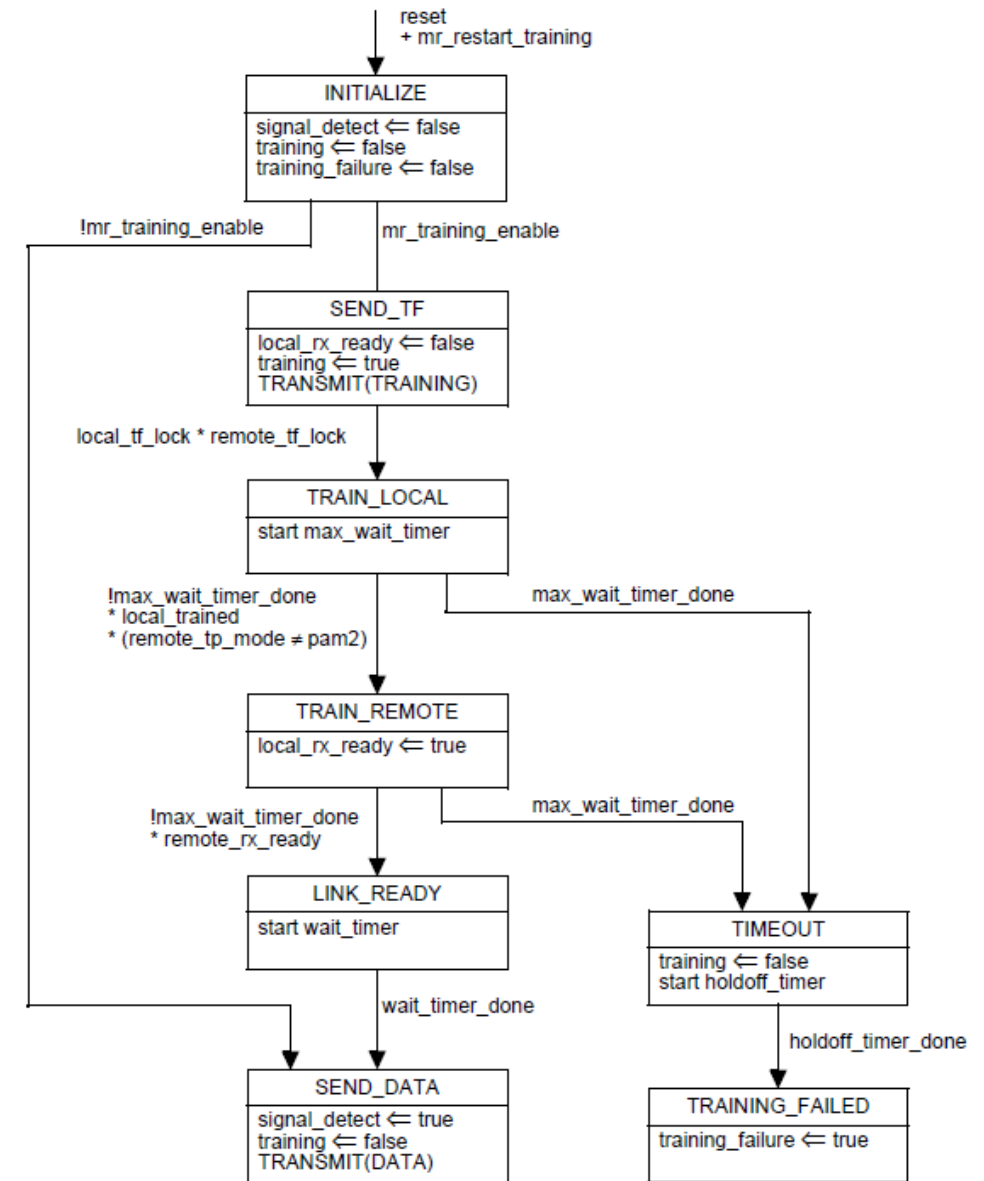 reset
+ mr_restart_training
INITIALIZE
signal_detect ⇐ false
training ⇐ false
training_failure ⇐ false
!mr_training_enable
mr_training_enable
SEND_TF
local_rx_ready ⇐ false
training ⇐ true
TRANSMIT(TRAINING)
local_tf_lock * remote_tf_lock
TRAIN_LOCAL
start max_wait_timer
!max_wait_timer_done
* local_trained
* (remote_tp_mode ≠ pam2)
max_wait_timer_done
TRAIN_REMOTE
local_rx_ready ⇐ true
!max_wait_timer_done
* remote_rx_ready
max_wait_timer_done
LINK_READY
start wait_timer
TIMEOUT
training ⇐ false
start holdoff_timer
wait_timer_done
holdoff_timer_done
SEND_DATA
signal_detect ⇐ true
training ⇐ false
TRANSMIT(DATA)
TRAINING_FAILED
training_failure ⇐ true